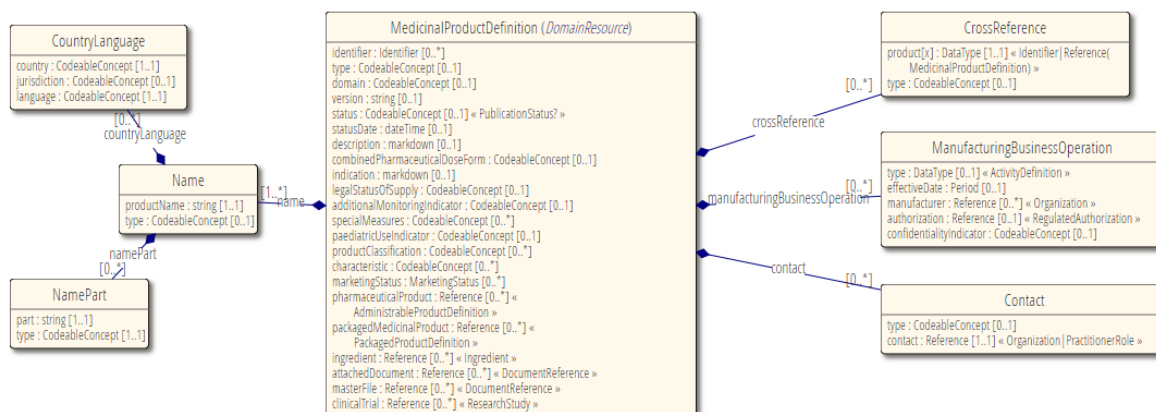 CountryLanguage
country : CodeableConcept [1..1]
jurisdiction : CodeableConcept [0..1]
language : CodeableConcept [1..1]
[0..*]
countryLanguage
Name
productName : string [1..1]
type : CodeableConcept [0..1]
[1..*]
name
namePart
[0..*]
NamePart
part : string [1..1]
type : CodeableConcept [1..1]
MedicinalProductDefinition (DomainResource)
identifier : Identifier [0..*]
type : CodeableConcept [0..1]
domain : CodeableConcept [0..1]
version : string [0..1]
status : CodeableConcept [0..1] « PublicationStatus? »
statusDate : dateTime [0..1]
description : markdown [0..1]
combinedPharmaceuticalDoseForm : CodeableConcept [0..1]
indication : markdown [0..1]
legalStatusOfSupply : CodeableConcept [0..1]
additionalMonitoringIndicator : CodeableConcept [0..1]
specialMeasures : CodeableConcept [0..*]
paediatricUseIndicator : CodeableConcept [0..1]
productClassification : CodeableConcept [0..*]
characteristic : CodeableConcept [0..*]
marketingStatus : MarketingStatus [0..*]
pharmaceuticalProduct : Reference [0..*] «
AdministrableProductDefinition »
packagedMedicinalProduct : Reference [0..*] «
PackagedProductDefinition »
ingredient : Reference [0..*] « Ingredient »
attachedDocument : Reference [0..*] « DocumentReference »
masterFile : Reference [0..*] « DocumentReference »
clinicalTrial : Reference [0..*] « ResearchStudy »
crossReference
[0..*]
manufacturingBusinessOperation
[0..*]
contact
[0..*]
CrossReference
product[x] : DataType [1..1] « Identifier|Reference(
MedicinalProductDefinition) »
type : CodeableConcept [0..1]
ManufacturingBusinessOperation
type : DataType [0..1] « ActivityDefinition »
effectiveDate : Period [0..1]
manufacturer : Reference [0..*] « Organization »
authorization : Reference [0..1] « RegulatedAuthorization »
confidentialityIndicator : CodeableConcept [0..1]
Contact
type : CodeableConcept [0..1]
contact : Reference [1..1] « Organization|PractitionerRole »